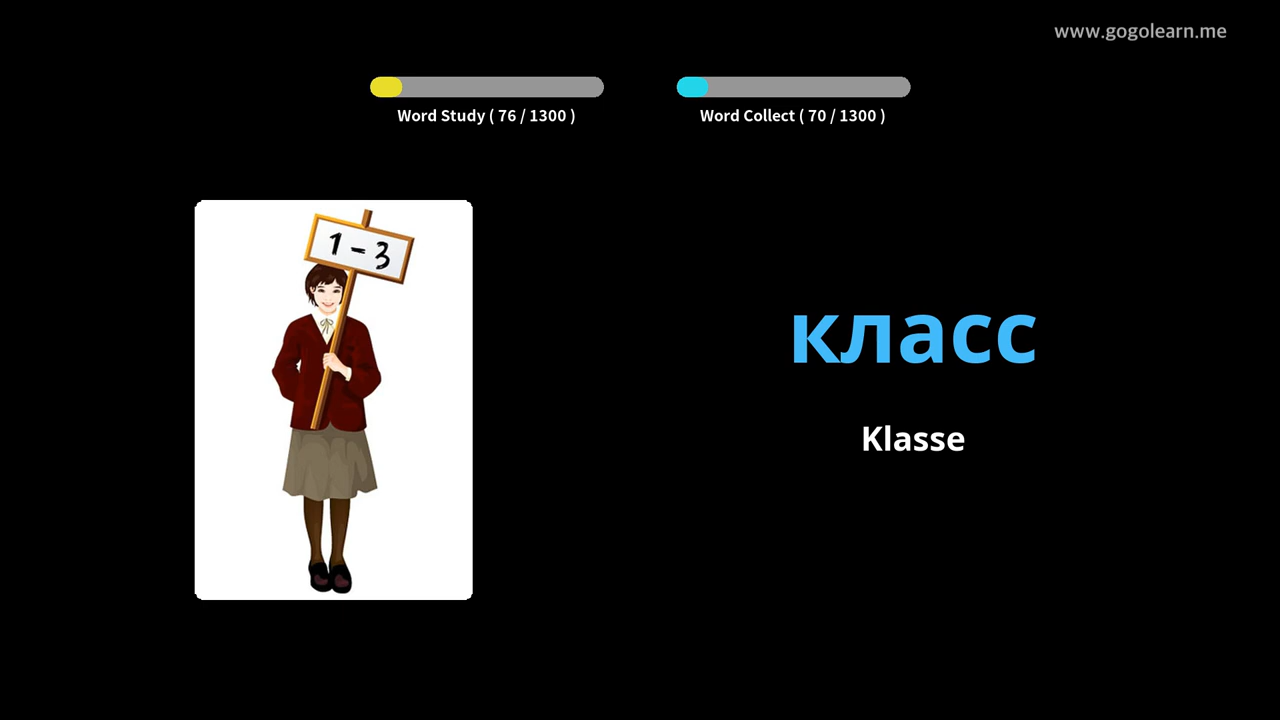 www.gogolearn.me
Word Study ( 76 / 1300 )
Word Collect ( 70 / 1300 )
1 - 3
класс
Klasse